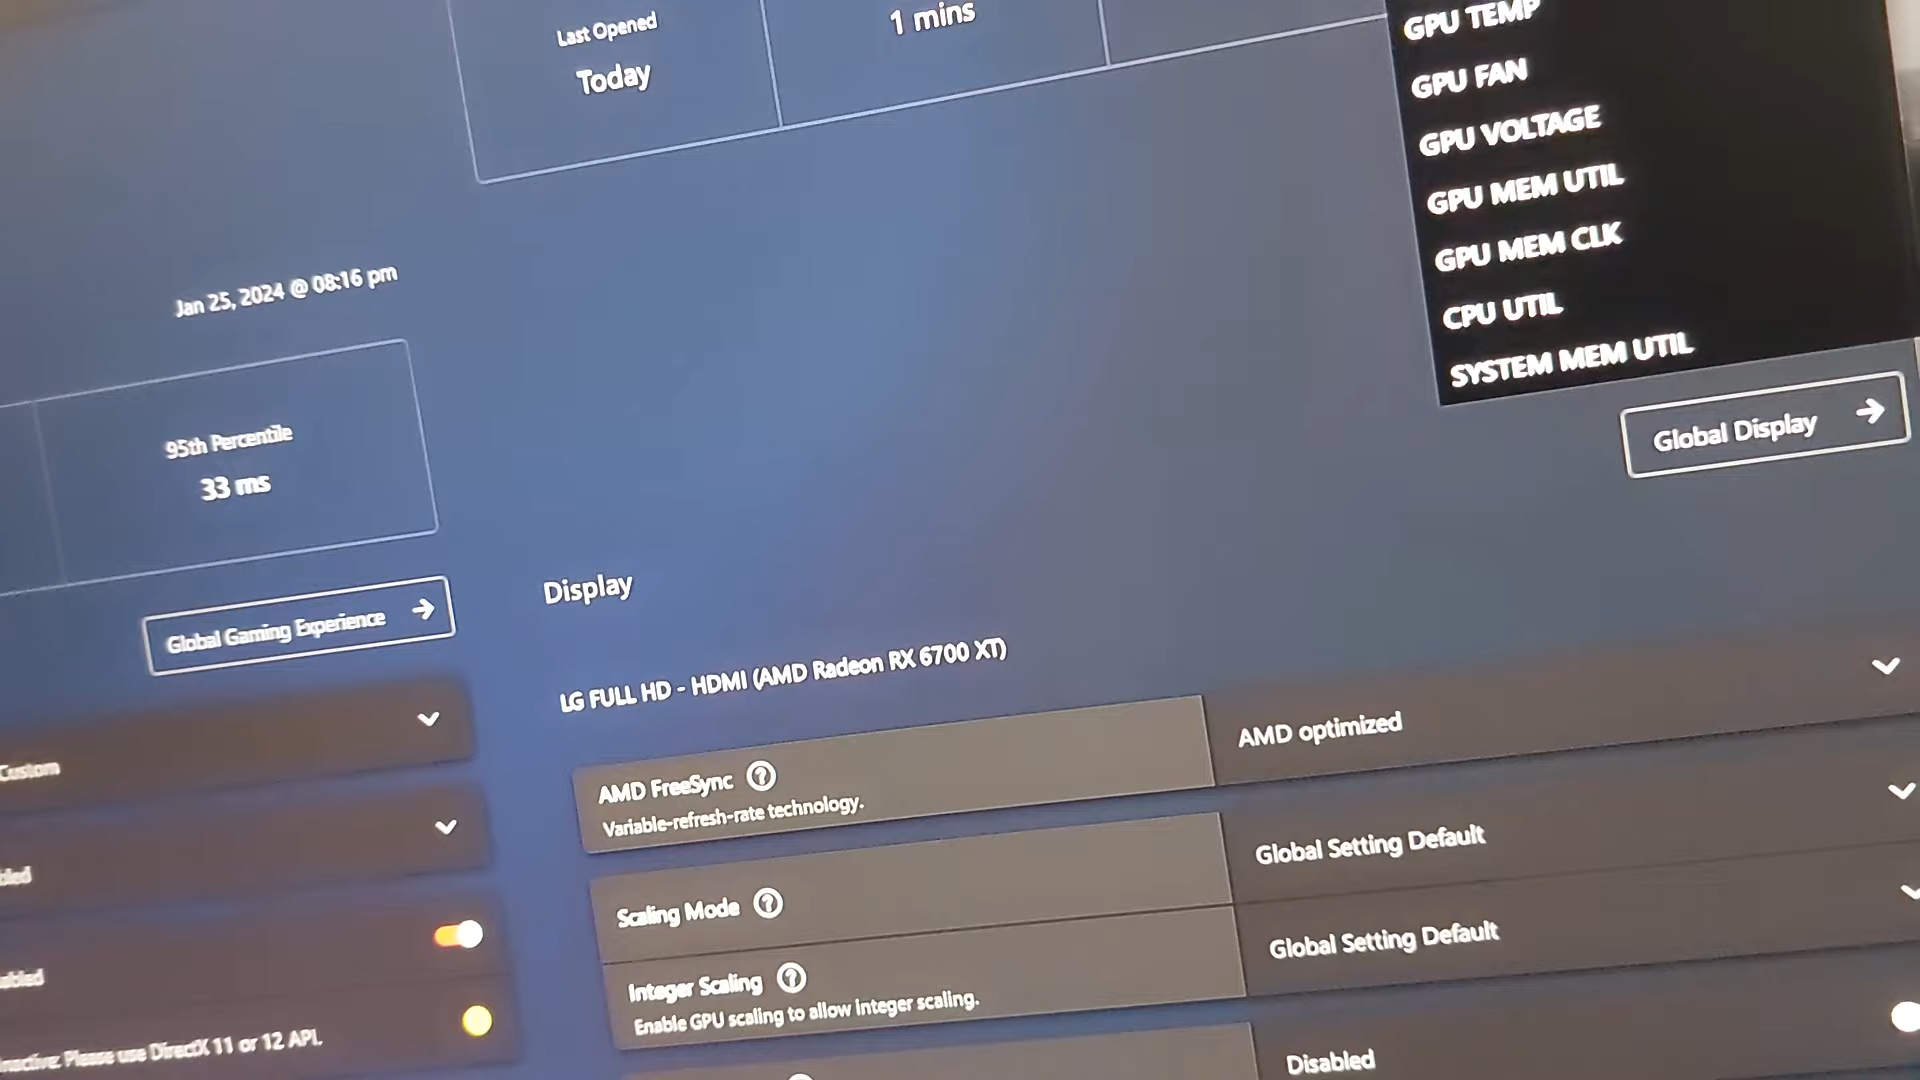 Last Opened
Today
1 mins
GPU TEMP
GPU FAN
GPU VOLTAGE
GPU MEM UTIL
GPU MEM CLK
CPU UTIL
SYSTEM MEM UTIL
Jan 25, 2024 @ 08:16 pm
95th Percentile
33 ms
Global Display
Global Gaming Experience
Display
LG FULL HD - HDMI (AMD Radeon RX 6700 XT)
Custom
AMD FreeSync
Variable-refresh-rate technology.
AMD optimized
Scaling Mode
Global Setting Default
Integer Scaling
Enable GPU scaling to allow integer scaling.
Global Setting Default
Please use DirectX 11 or 12 API.
Disabled